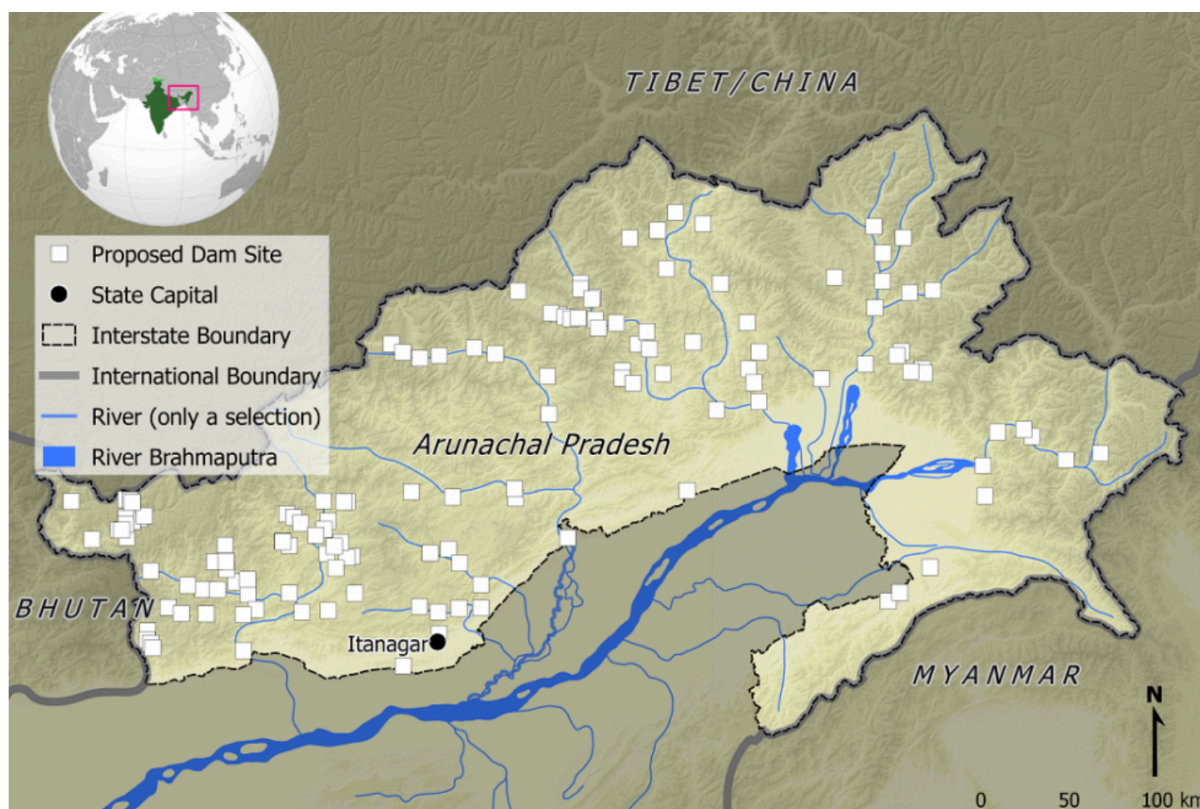 TIBET/CHINA
Proposed Dam Site
State Capital
Interstate Boundary
International Boundary
River (only a selection)
River Brahmaputra
Arunachal Pradesh
BHUTAN
Itanagar
MYANMAR
N
0 50 100 km